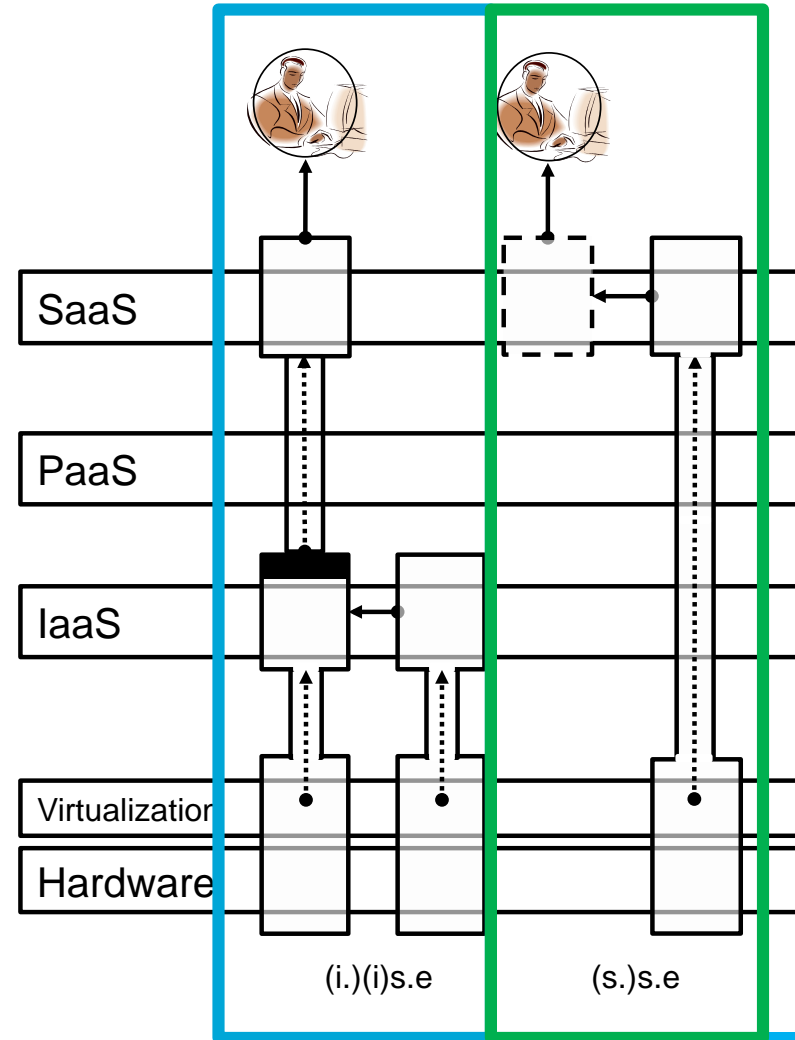 SaaS
PaaS
IaaS
Virtualization
Hardware
(i.)(i)s.e
(s.)s.e